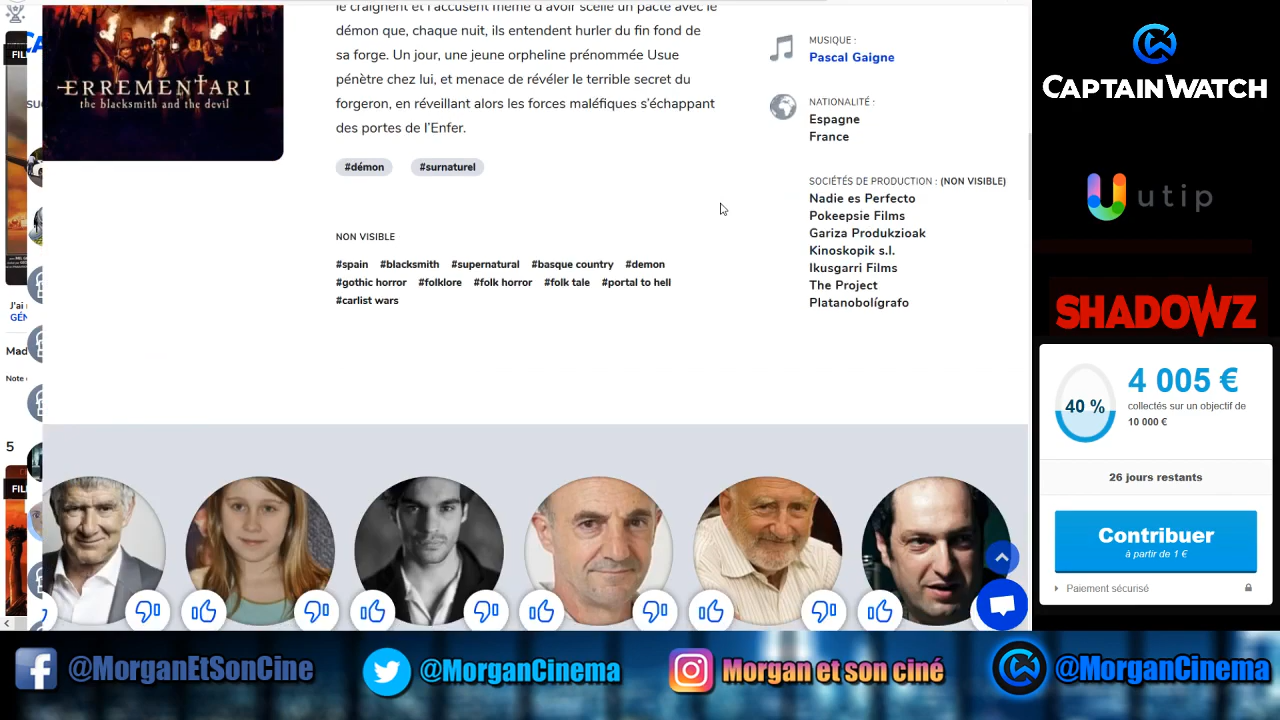 le craignent et l'accusent même d'avoir scellé un pacte avec le
démon que, chaque nuit, ils entendent hurler du fin fond de
sa forge. Un jour, une jeune orpheline prénommée Usue
pénètre chez lui, et menace de révéler le terrible secret du
forgeron, en réveillant alors les forces maléfiques s'échappant
des portes de l'Enfer.
ERREMENTARI
the blacksmith and the devil
#démon #surnaturel
NON VISIBLE
#spain #blacksmith #supernatural #basque country #demon
#gothic horror #folklore #folk horror #folk tale #portal to hell
#carlist wars
MUSIQUE :
Pascal Gaigne
NATIONALITÉ :
Espagne
France
SOCIÉTÉS DE PRODUCTION : (NON VISIBLE)
Nadie es Perfecto
Pokeepsie Films
Gariza Produkzioak
Kinoskopik s.l.
Ikusgarri Films
The Project
Platanobolígrafo
FIL
J'ai
GÉN
Mad
Note
5
FIL
CAPTAINWATCH
utip
SHADOWZ
40 %
4 005 €
collectés sur un objectif de
10 000 €
26 jours restants
Contribuer
à partir de 1 €
Paiement sécurisé
@MorganEtSonCine
@MorganCinema
Morgan et son ciné
@MorganCinema